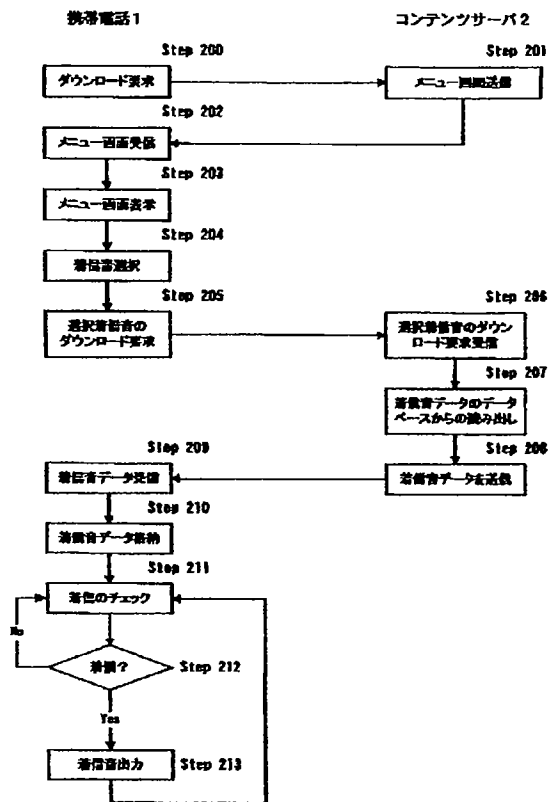 携帯電話1
コンテンツサーバ2
Step 200
Step 201
ダウンロード要求
メニュー画面送信
Step 202
メニュー画面受信
Step 203
メニュー画面表示
Step 204
着信音選択
Step 205
選択着信音の
ダウンロード要求
Step 206
選択着信音のダウン
ロード要求受信
Step 207
着信音データのデータ
ベースからの読み出し
Step 208
着信音データを送信
Step 209
着信音データ受信
Step 210
着信音データ格納
Step 211
着信のチェック
No
着信?
Step 212
Yes
着信音出力
Step 213